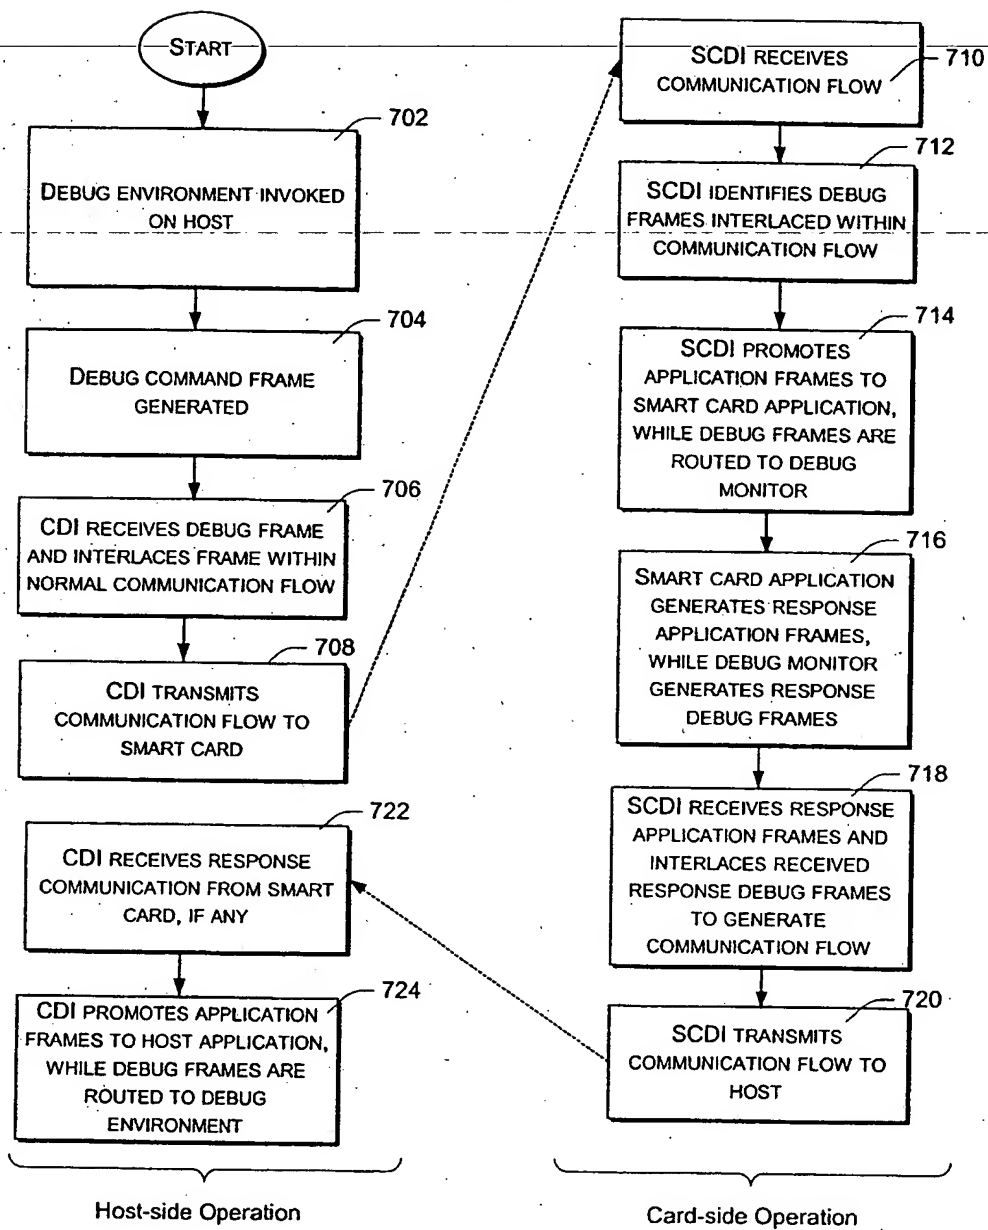 START
702
DEBUG ENVIRONMENT INVOKED
ON HOST
704
DEBUG COMMAND FRAME
GENERATED
706
CDI RECEIVES DEBUG FRAME
AND INTERLACES FRAME WITHIN
NORMAL COMMUNICATION FLOW
708
CDI TRANSMITS
COMMUNICATION FLOW TO
SMART CARD
710
SCDI RECEIVES
COMMUNICATION FLOW
712
SCDI IDENTIFIES DEBUG
FRAMES INTERLACED WITHIN
COMMUNICATION FLOW
714
SCDI PROMOTES
APPLICATION FRAMES TO
SMART CARD APPLICATION,
WHILE DEBUG FRAMES ARE
ROUTED TO DEBUG
MONITOR
716
SMART CARD APPLICATION
GENERATES RESPONSE
APPLICATION FRAMES,
WHILE DEBUG MONITOR
GENERATES RESPONSE
DEBUG FRAMES
718
SCDI RECEIVES RESPONSE
APPLICATION FRAMES AND
INTERLACES RECEIVED
RESPONSE DEBUG FRAMES
TO GENERATE
COMMUNICATION FLOW
720
SCDI TRANSMITS
COMMUNICATION FLOW TO
HOST
722
CDI RECEIVES RESPONSE
COMMUNICATION FROM SMART
CARD, IF ANY
724
CDI PROMOTES APPLICATION
FRAMES TO HOST APPLICATION,
WHILE DEBUG FRAMES ARE
ROUTED TO DEBUG
ENVIRONMENT
Host-side Operation
Card-side Operation